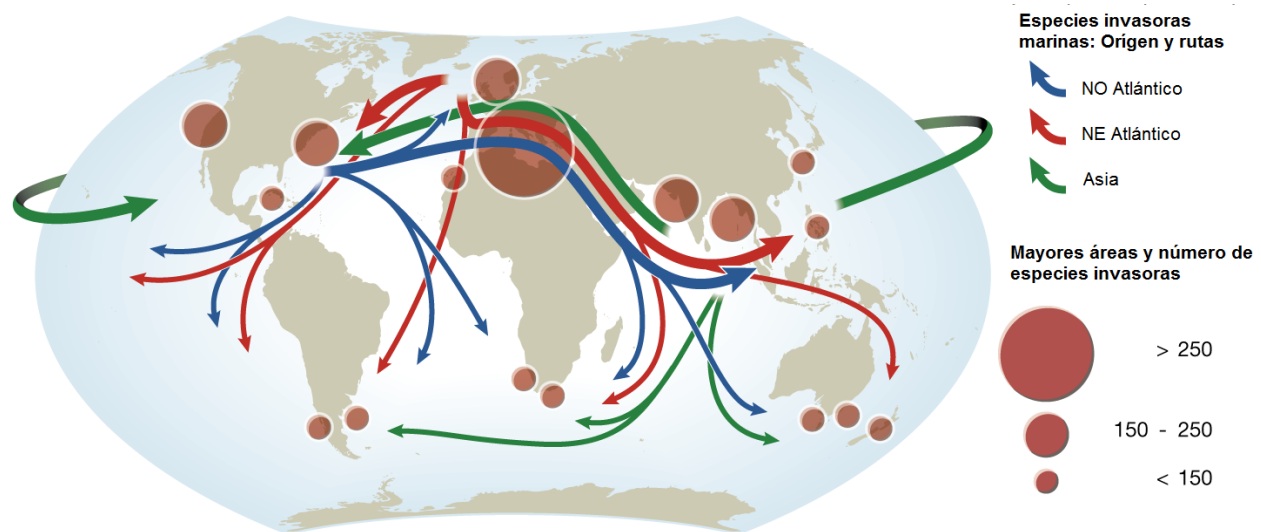 Especies invasoras
marinas: Orígen y rutas
NO Atlántico
NE Atlántico
Asia
Mayores áreas y número de
especies invasoras
> 250
150 - 250
< 150